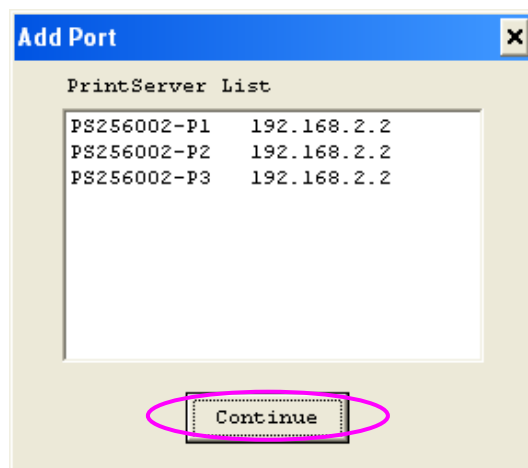 Add Port
PrintServer List
PS256002-P1 192.168.2.2
PS256002-P2 192.168.2.2
PS256002-P3 192.168.2.2
Continue